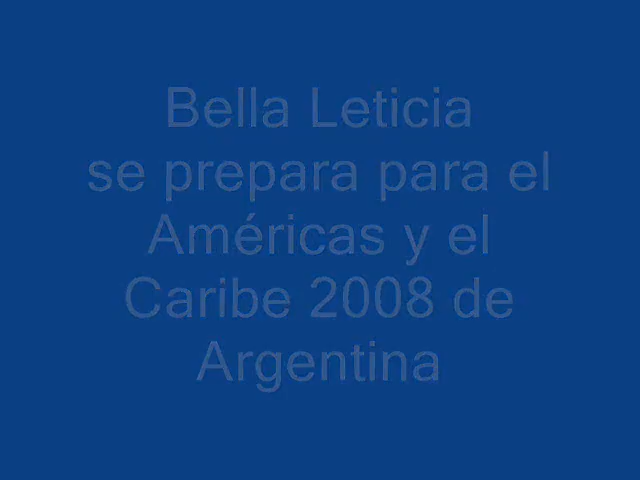 Bella Leticia
se prepara para el
Américas y el
Caribe 2008 de
Argentina